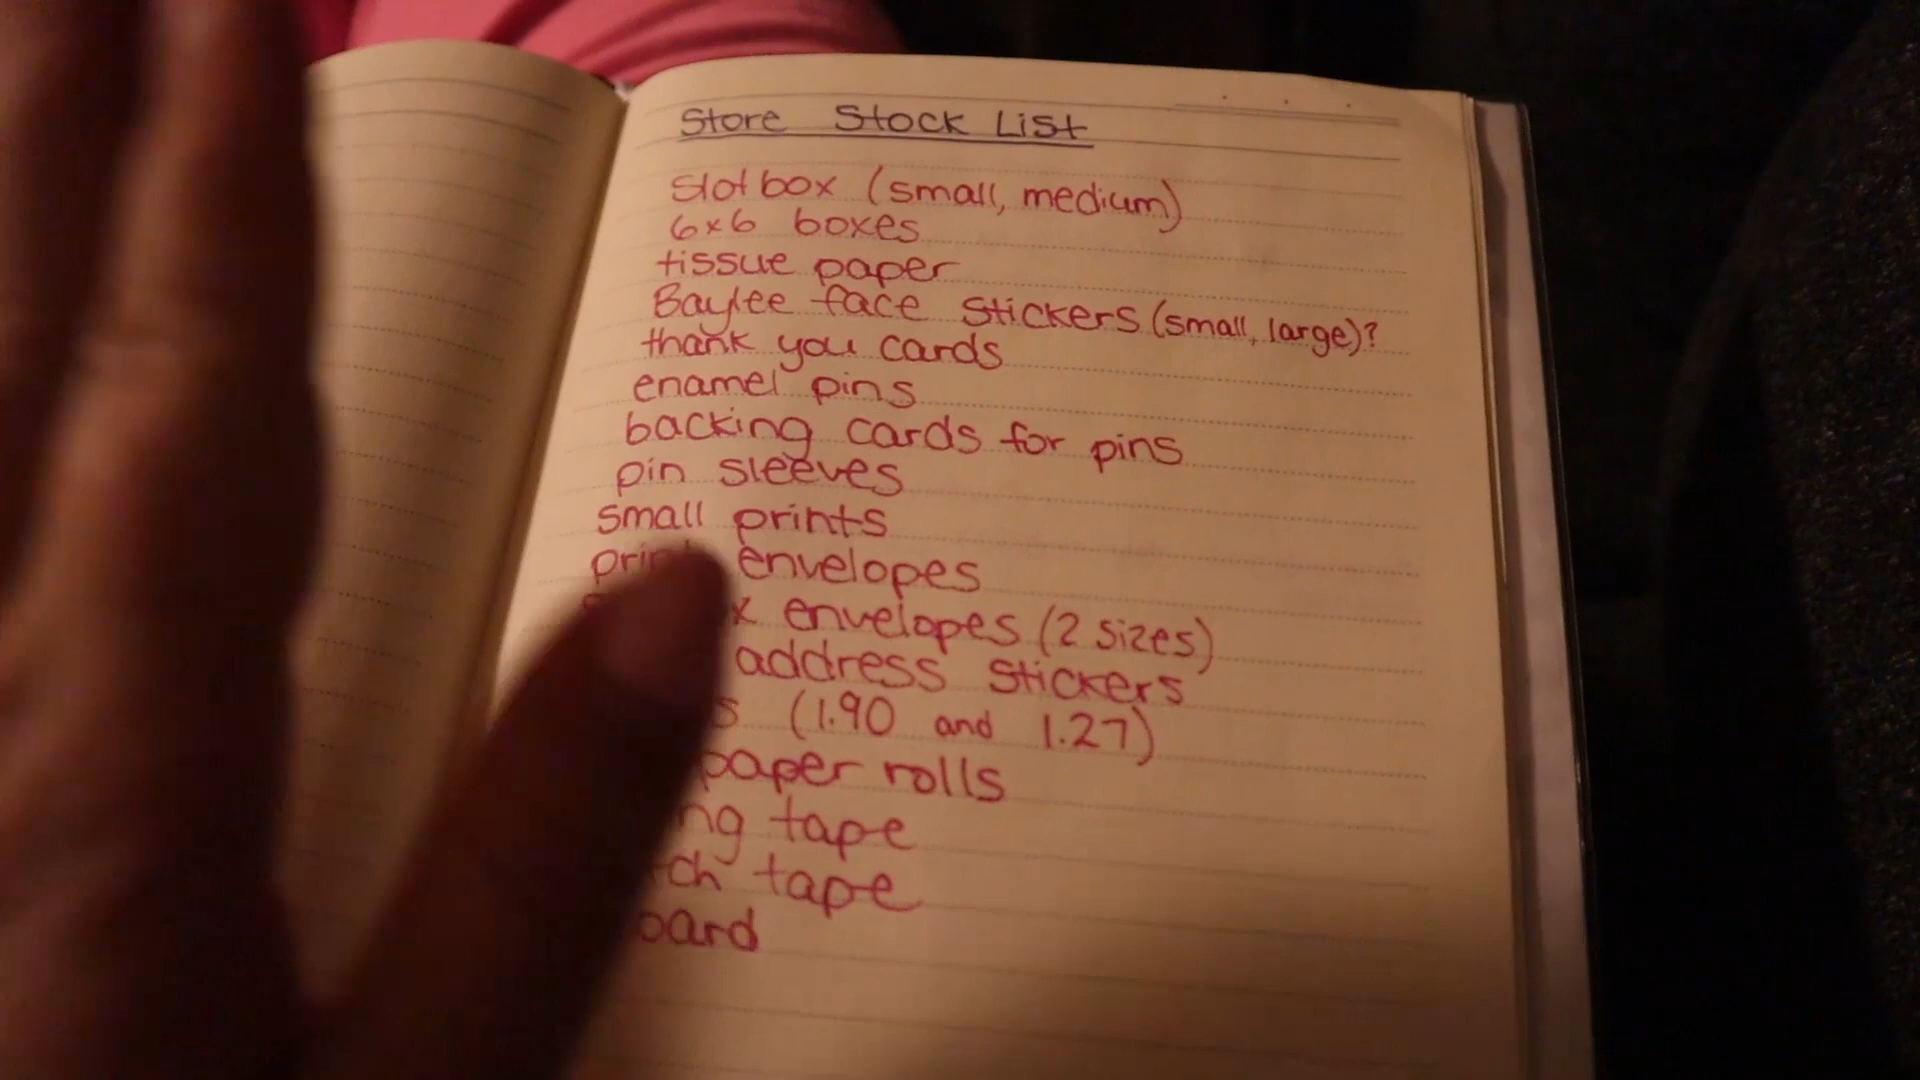 Store Stock List
Slotbox (small, medium)
6x6 boxes
tissue paper
Baylee face stickers (small, large)?
thank you cards
enamel pins
backing cards for pins
pin sleeves
small prints
print envelopes
envelopes (2 sizes)
address stickers
(1.90 and 1.27)
paper rolls
tape
tape